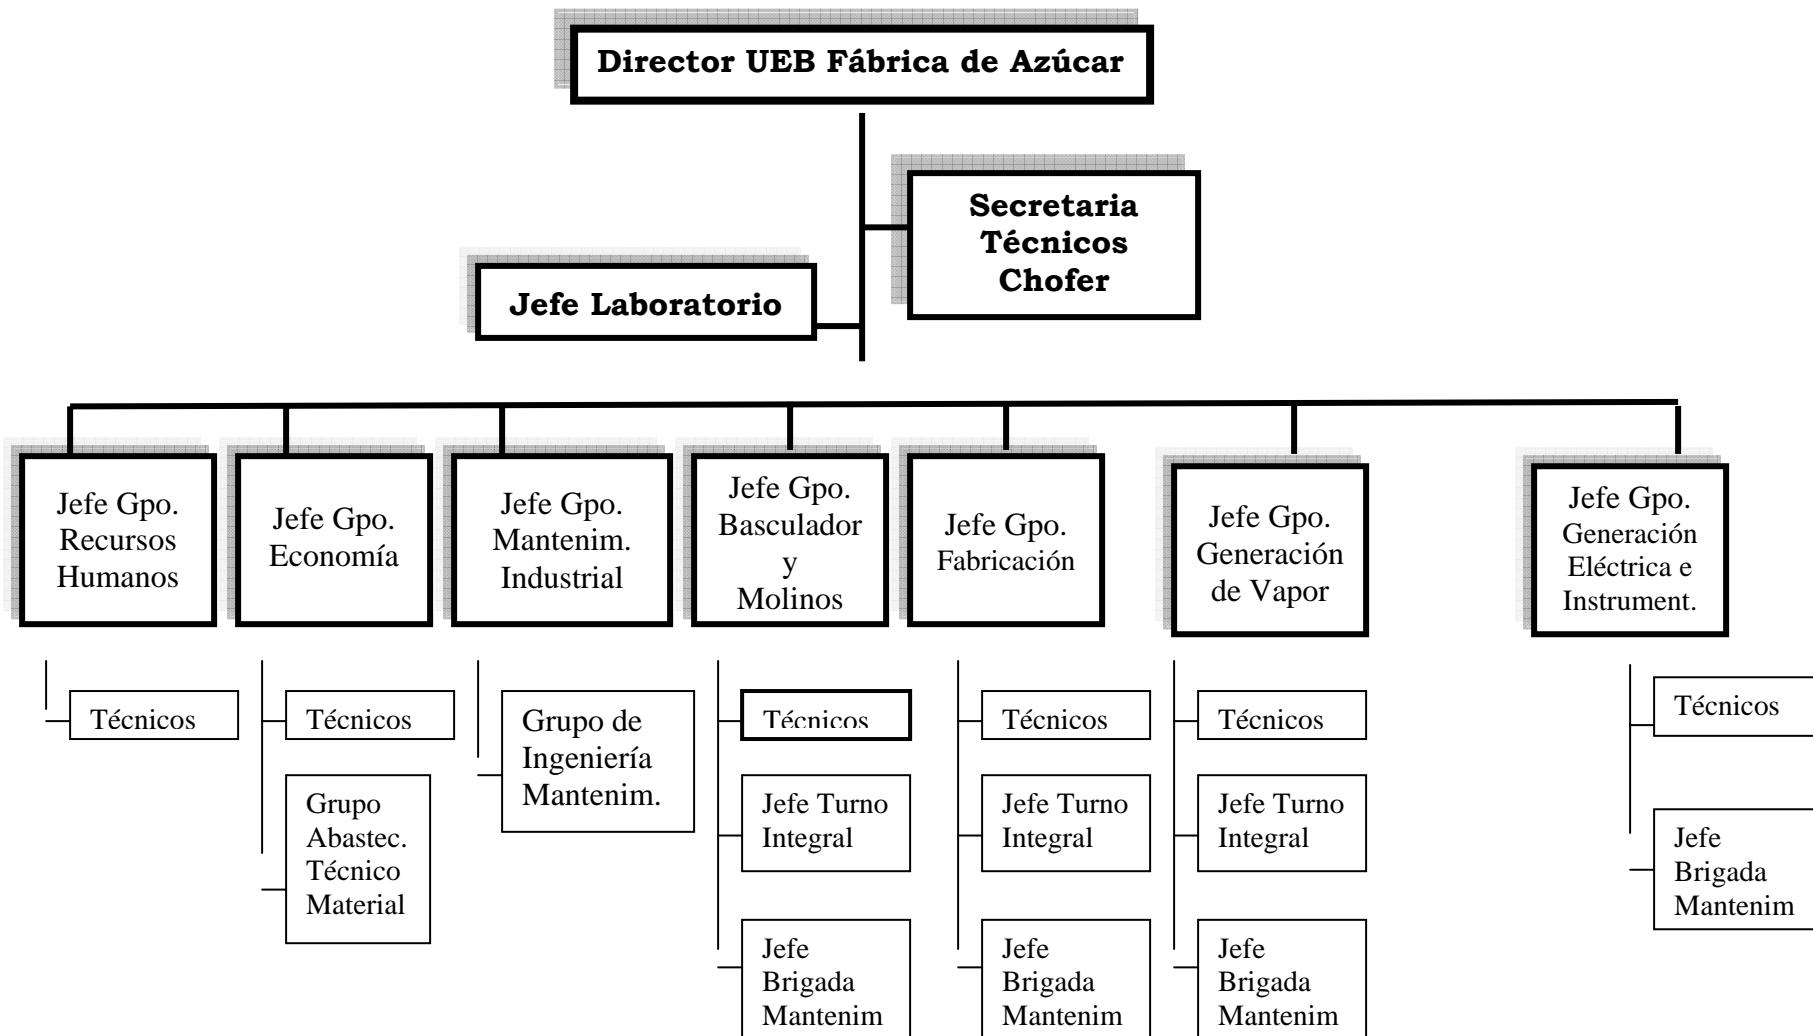 Director UEB Fábrica de Azúcar
Secretaria
Técnicos
Chofer
Jefe Laboratorio
Jefe Gpo.
Recursos
Humanos
Jefe Gpo.
Economía
Jefe Gpo.
Mantenim.
Industrial
Jefe Gpo.
Basculador
y
Molinos
Jefe Gpo.
Fabricación
Jefe Gpo.
Generación
de Vapor
Jefe Gpo.
Generación
Eléctrica e
Instrument.
Técnicos
Técnicos
Grupo
Abastec.
Técnico
Material
Grupo de
Ingeniería
Mantenim.
Técnicos
Jefe Turno
Integral
Jefe
Brigada
Mantenim
Técnicos
Jefe Turno
Integral
Jefe
Brigada
Mantenim
Técnicos
Jefe Turno
Integral
Jefe
Brigada
Mantenim
Técnicos
Jefe
Brigada
Mantenim